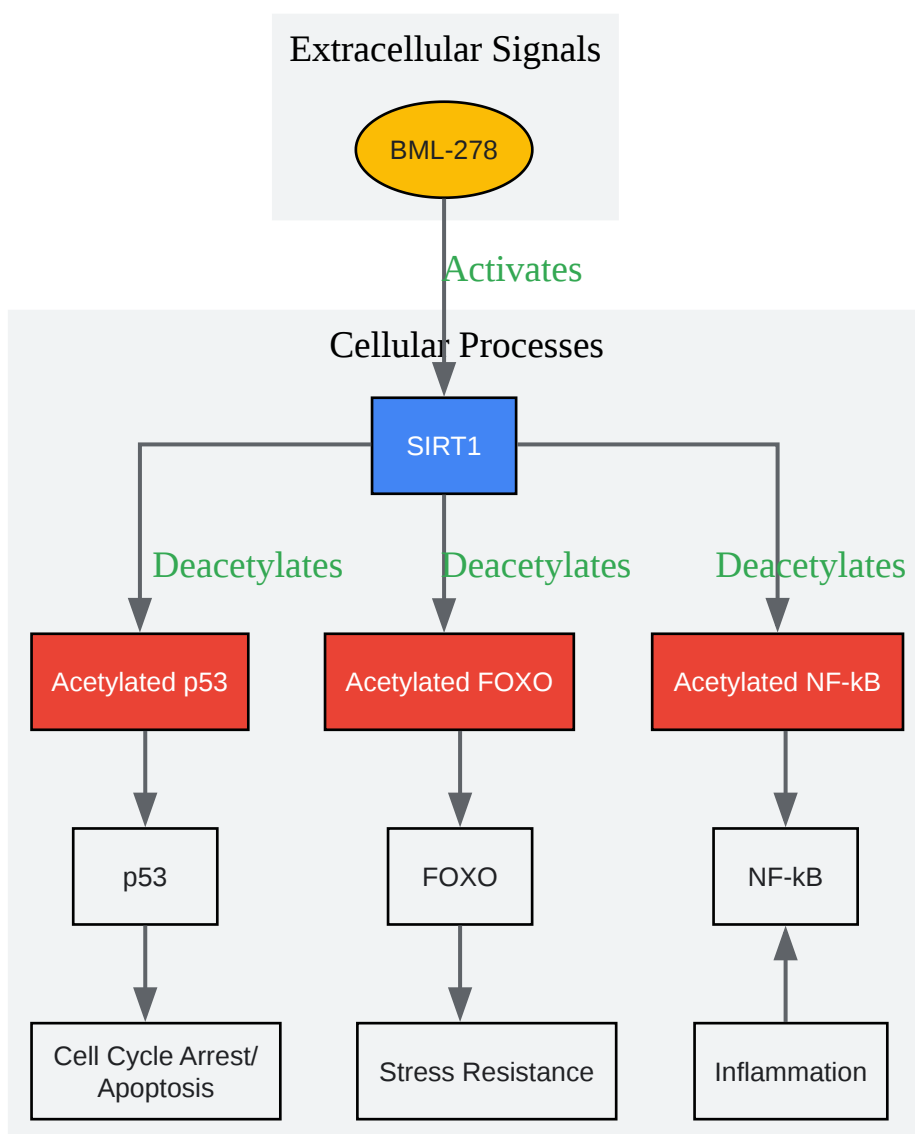 Extracellular Signals
BML-278
Activates
Cellular Processes
SIRT1
Deacetylates
Deacetylates
Deacetylates
Acetylated p53
Acetylated FOXO
Acetylated NF-kB
p53
FOXO
NF-kB
Cell Cycle Arrest/
Apoptosis
Stress Resistance
Inflammation